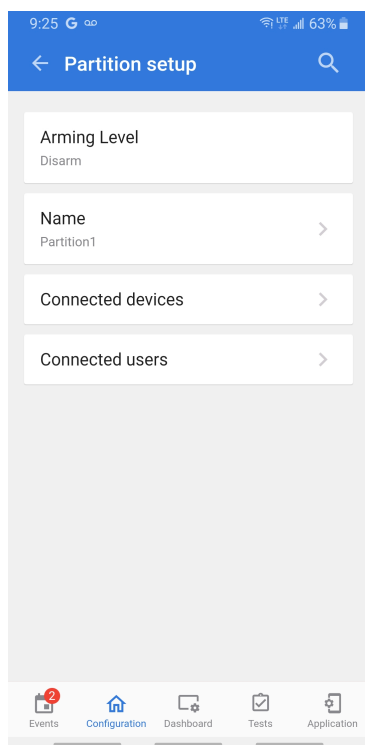 9:25 G LTE 63%
Partition setup
Arming Level
Disarm
Name
Partition1
Connected devices
Connected users
2
Events Configuration Dashboard Tests Application